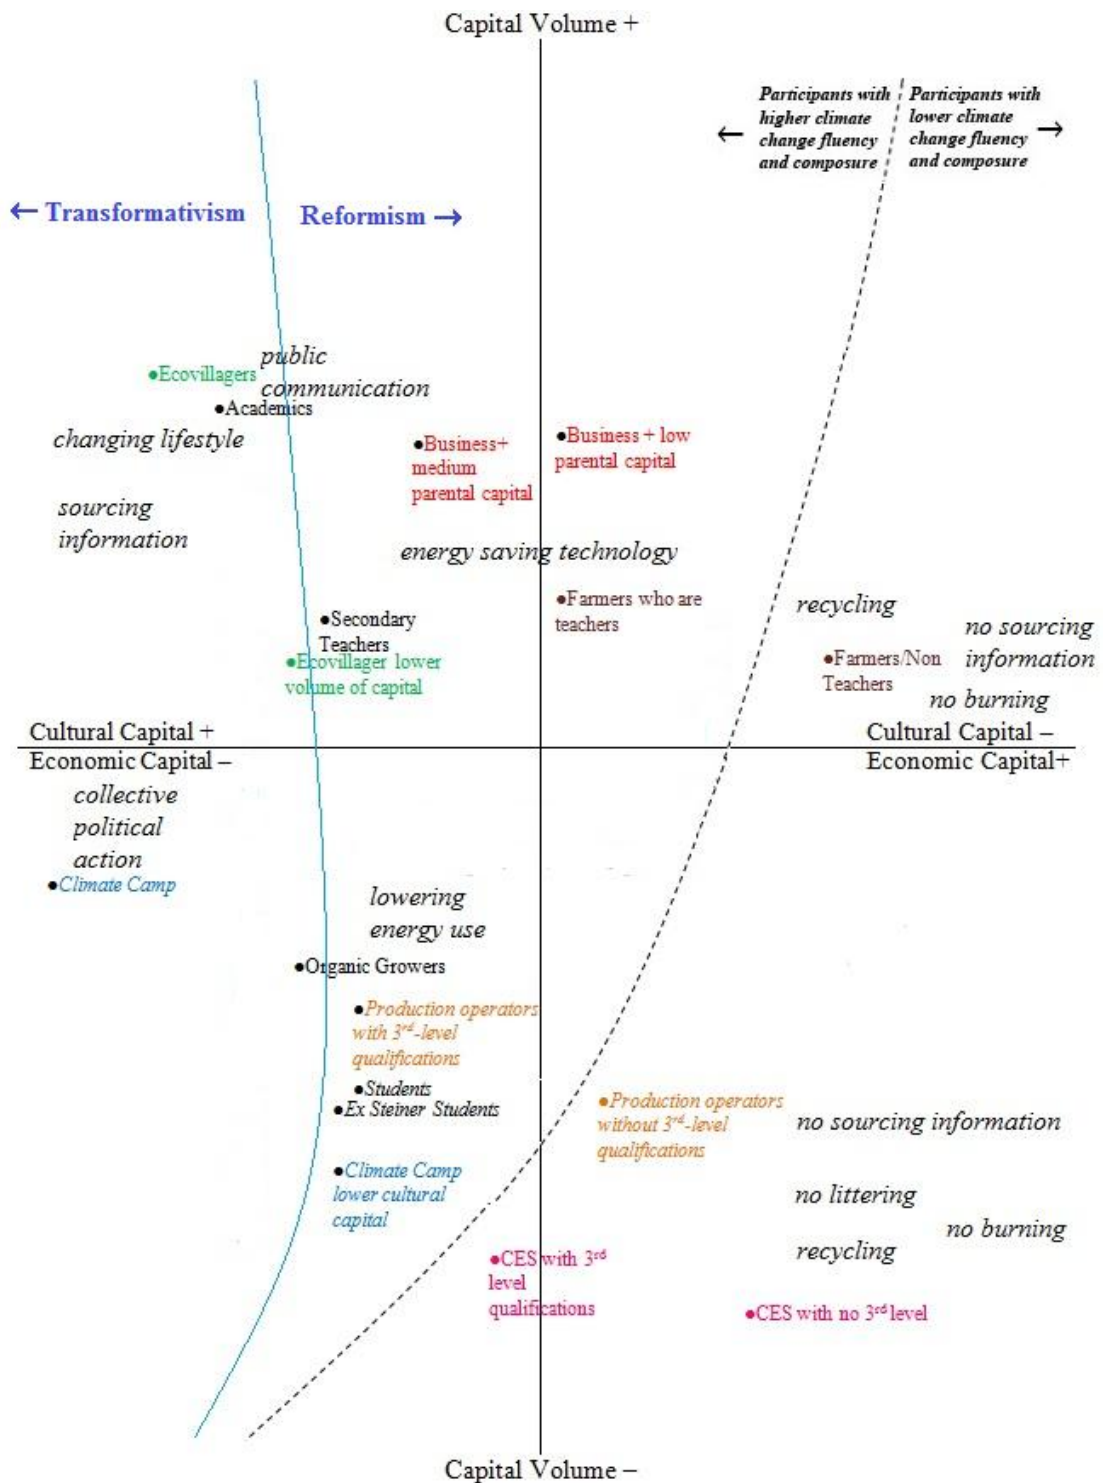 Capital Volume +
Participants with
higher climate
change fluency
and composure
←
Participants with
lower climate
change fluency
and composure
→
← Transformativism
Reformism →
public
communication
●Ecovillagers
●Academics
changing lifestyle
●Business+
medium
parental capital
●Business + low
parental capital
sourcing
information
energy saving technology
●Farmers who are
teachers
recycling
no sourcing
information
●Secondary
Teachers
●Ecovillager lower
volume of capital
●Farmers/Non
Teachers
no burning
Cultural Capital +
Economic Capital –
Cultural Capital –
Economic Capital+
collective
political
action
●Climate Camp
lowering
energy use
●Organic Growers
●Production operators
with 3rd-level
qualifications
●Students
●Ex Steiner Students
●Production operators
without 3rd-level
qualifications
no sourcing information
●Climate Camp
lower cultural
capital
no littering
no burning
recycling
●CES with 3rd
level
qualifications
●CES with no 3rd level
Capital Volume –